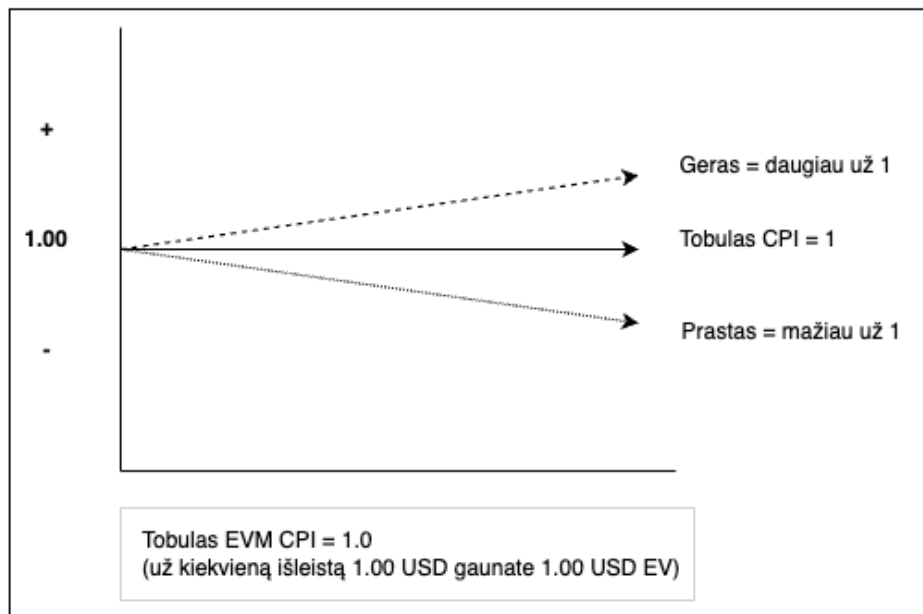 +
Geras = daugiau už 1
1.00
Tobulas CPI = 1
Prastas = mažiau už 1
-
Tobulas EVM CPI = 1.0
(už kiekvieną išleistą 1.00 USD gaunate 1.00 USD EV)